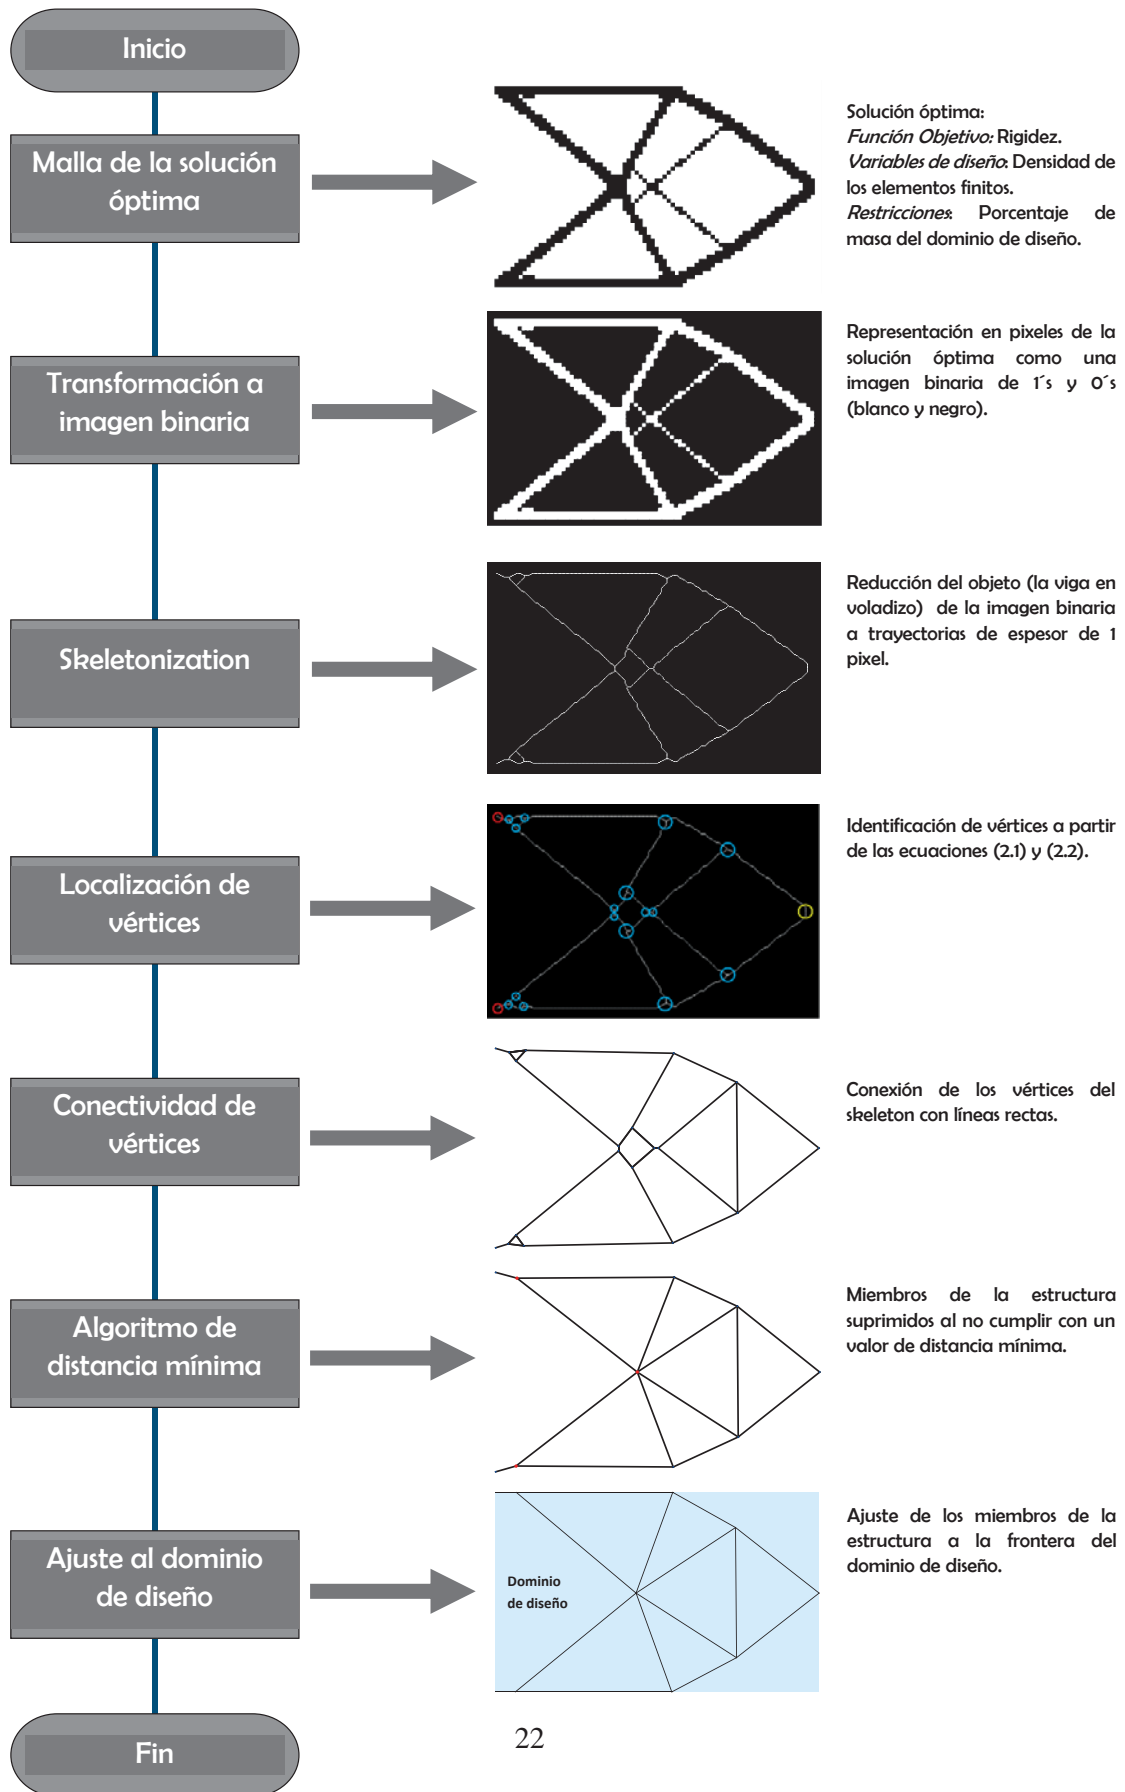 Inicio
Malla de la solución
óptima
Solución óptima:
Función Objetivo: Rigidez.
Variables de diseño: Densidad de
los elementos finitos.
Restricciones: Porcentaje de
masa del dominio de diseño.
Transformación a
imagen binaria
Representación en pixeles de la
solución óptima como una
imagen binaria de 1´s y 0´s
(blanco y negro).
Skeletonization
Reducción del objeto (la viga en
voladizo) de la imagen binaria
a trayectorias de espesor de 1
pixel.
Localización de
vértices
Identificación de vértices a partir
de las ecuaciones (2.1) y (2.2).
Conectividad de
vértices
Conexión de los vértices del
skeleton con líneas rectas.
Algoritmo de
distancia mínima
Miembros de la estructura
suprimidos al no cumplir con un
valor de distancia mínima.
Ajuste al dominio
de diseño
Dominio
de diseño
Ajuste de los miembros de la
estructura a la frontera del
dominio de diseño.
Fin
22